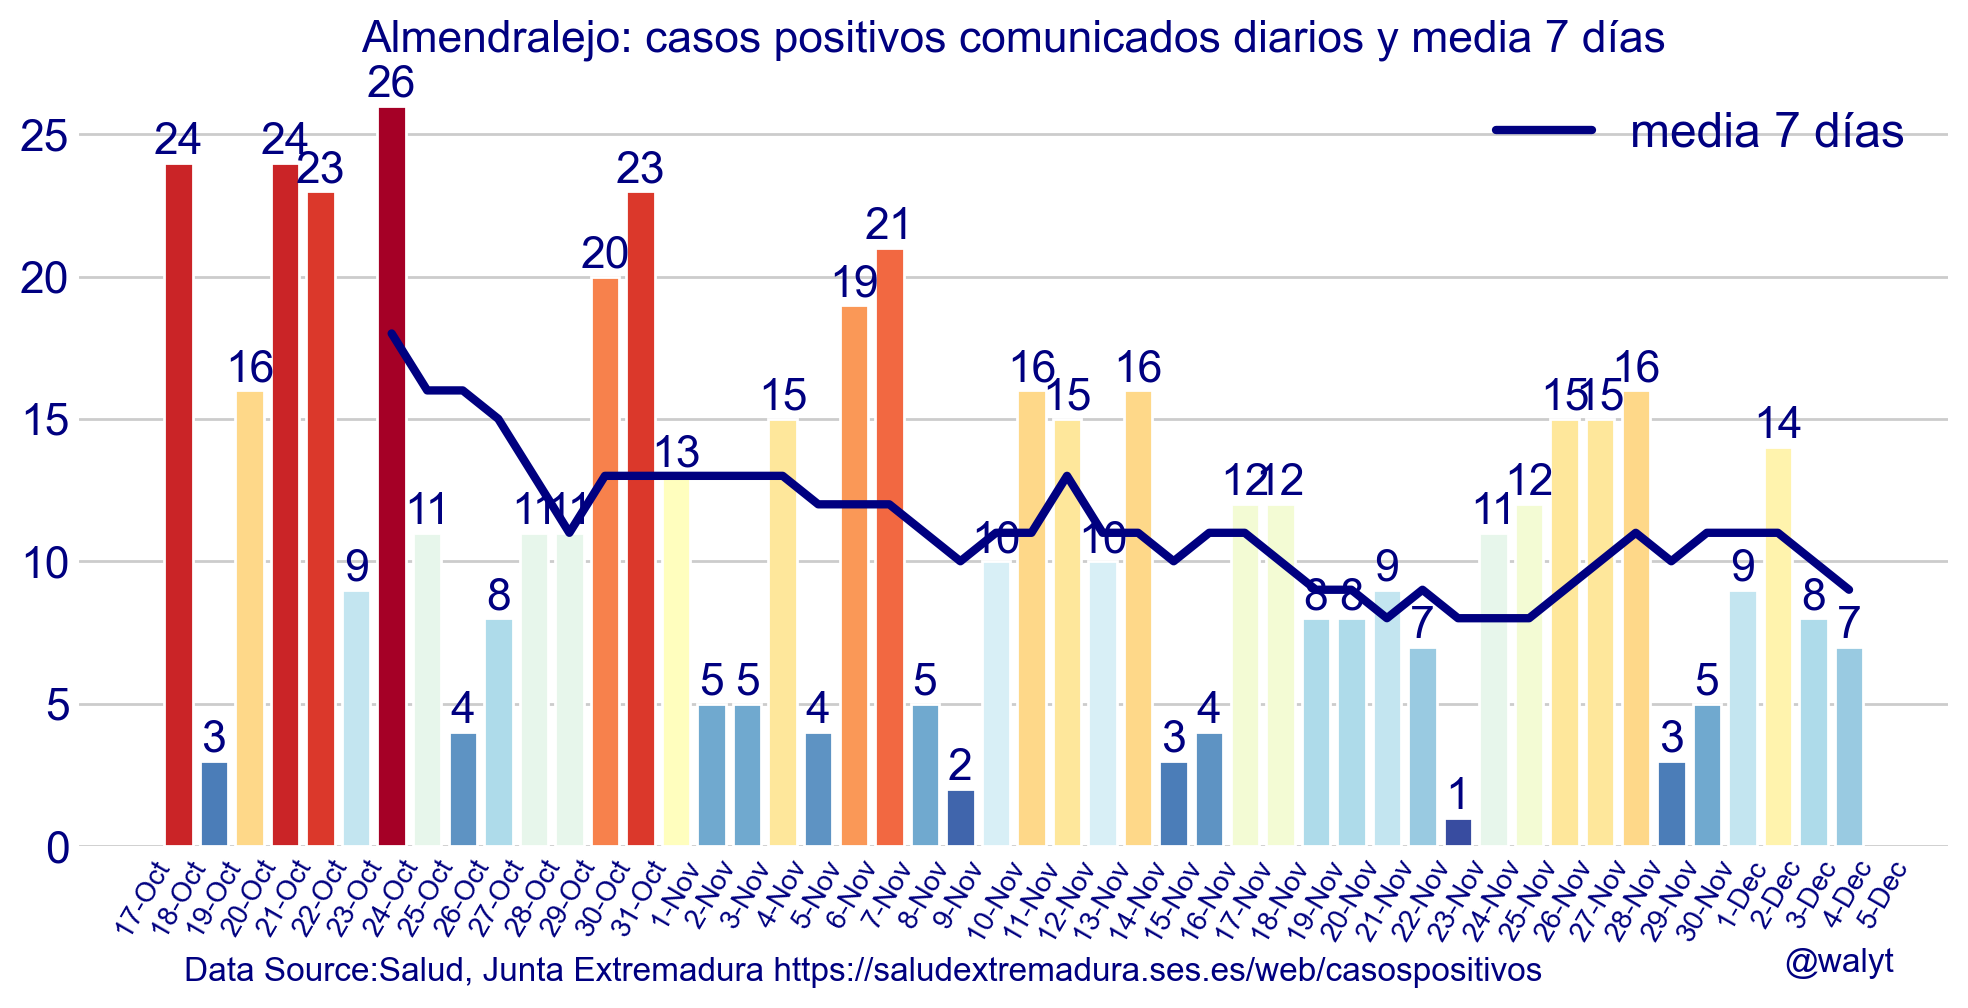 Almendralejo: casos positivos comunicados diarios y media 7 días
media 7 días
25
20
15
10
5
0
24
3
16
24
23
9
26
11
4
8
11
11
20
23
13
5
5
15
4
19
21
5
2
10
16
15
10
16
3
4
12
12
8
8
9
7
1
11
12
15
15
16
3
5
9
14
8
7
17-Oct
18-Oct
19-Oct
20-Oct
21-Oct
22-Oct
23-Oct
24-Oct
25-Oct
26-Oct
27-Oct
28-Oct
29-Oct
30-Oct
31-Oct
1-Nov
2-Nov
3-Nov
4-Nov
5-Nov
6-Nov
7-Nov
8-Nov
9-Nov
10-Nov
11-Nov
12-Nov
13-Nov
14-Nov
15-Nov
16-Nov
17-Nov
18-Nov
19-Nov
20-Nov
21-Nov
22-Nov
23-Nov
24-Nov
25-Nov
26-Nov
27-Nov
28-Nov
29-Nov
30-Nov
1-Dec
2-Dec
3-Dec
4-Dec
5-Dec
Data Source:Salud, Junta Extremadura https://saludextremadura.ses.es/web/casospositivos
@walyt